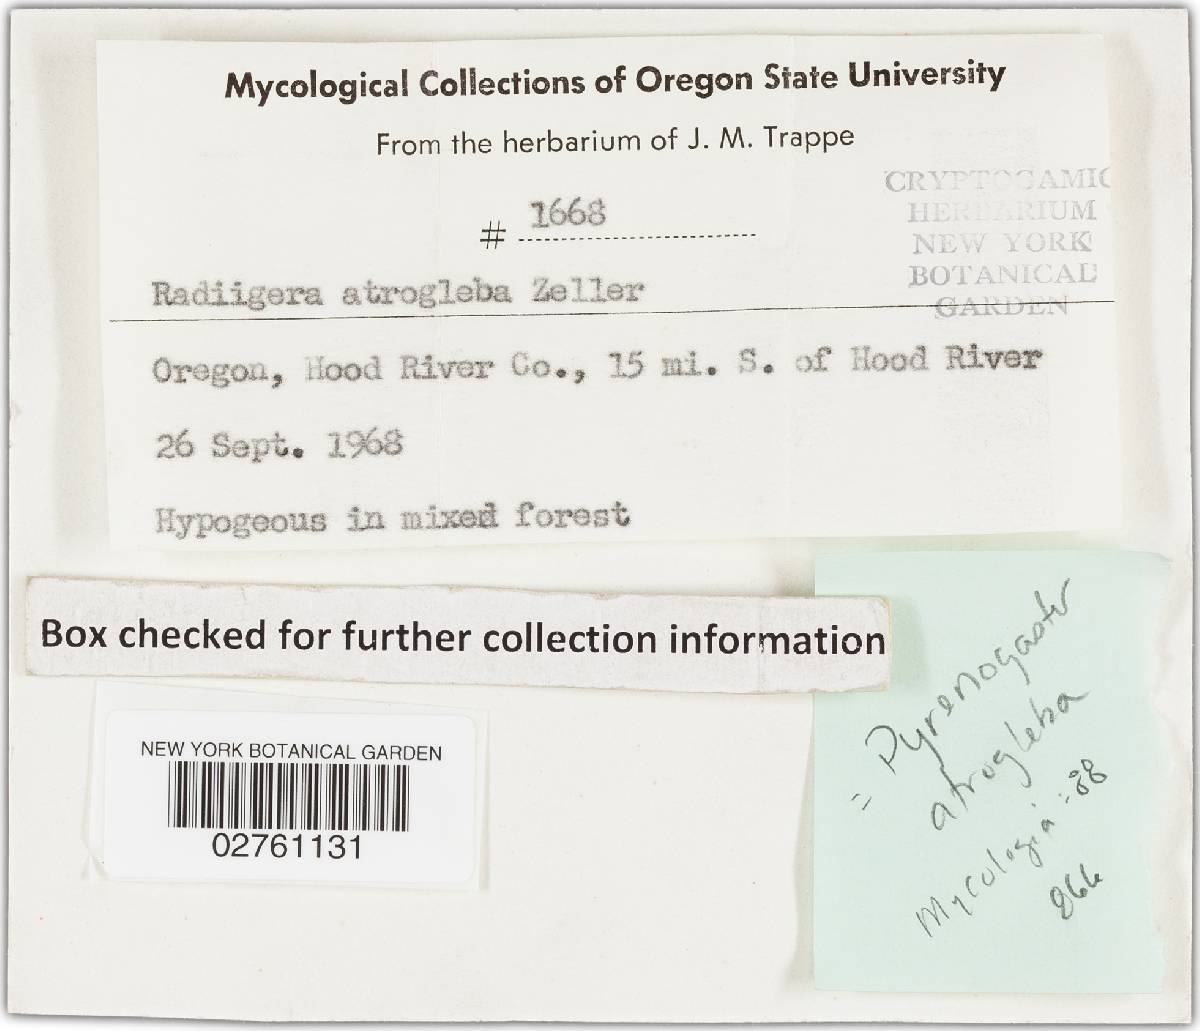 Mycological Collections of Oregon State University
From the herbarium of J. M. Trappe
# 1668
CRYPTOGAMIC
HERBARIUM
NEW YORK
BOTANICAL
GARDEN
Radiigera atrogleba Zeller
Oregon, Hood River Co., 15 mi. S. of Hood River
26 Sept. 1968
Hypogeous in mixed forest
Box checked for further collection information
NEW YORK BOTANICAL GARDEN
02761131
= Pyrenogaster
atrogleba
Mycologia :88
866